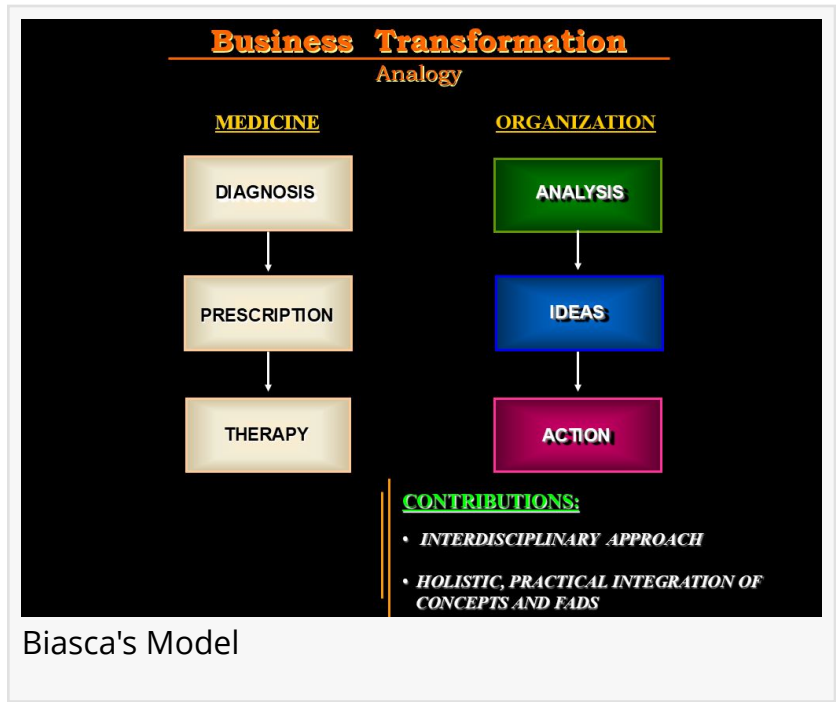 Business Transformation
Analogy
MEDICINE
DIAGNOSIS
PRESCRIPTION
THERAPY
ORGANIZATION
ANALYSIS
IDEAS
ACTION
CONTRIBUTIONS:
• INTERDISCIPLINARY APPROACH
• HOLISTIC, PRACTICAL INTEGRATION OF
CONCEPTS AND FADS
Biasca's Model